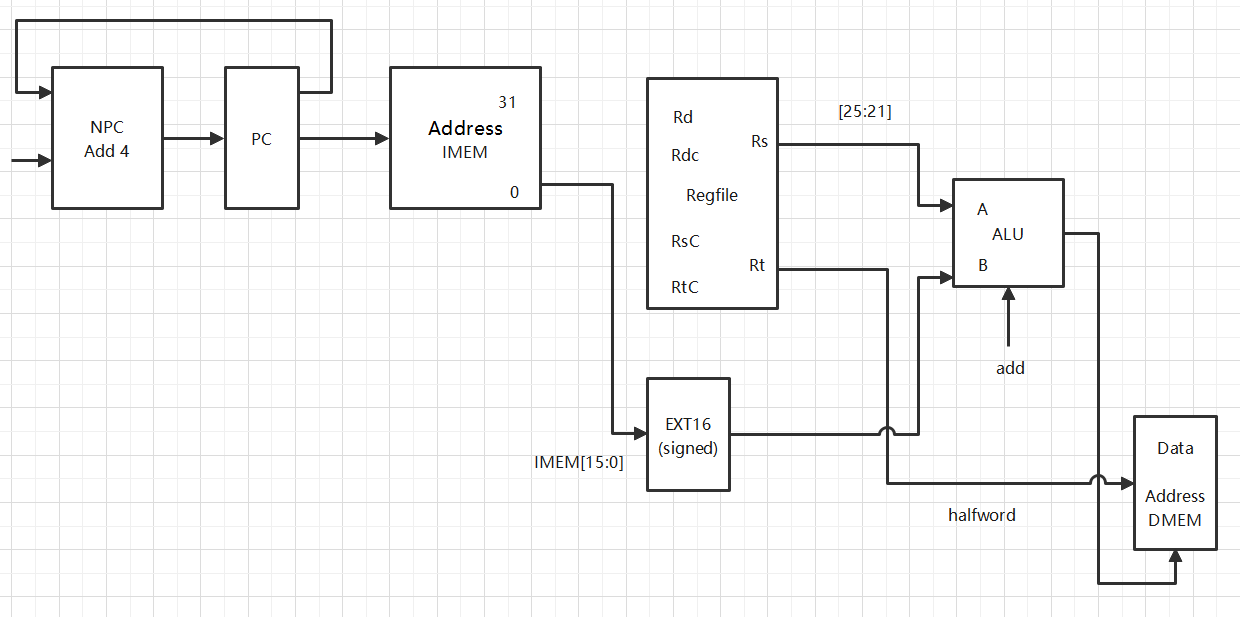 NPC
Add 4
PC
31
Address
IMEM
0
Rd
Rs
Rdc
Regfile
RsC
Rt
RtC
[25:21]
A
ALU
B
add
EXT16
(signed)
IMEM[15:0]
halfword
Data
Address
DMEM